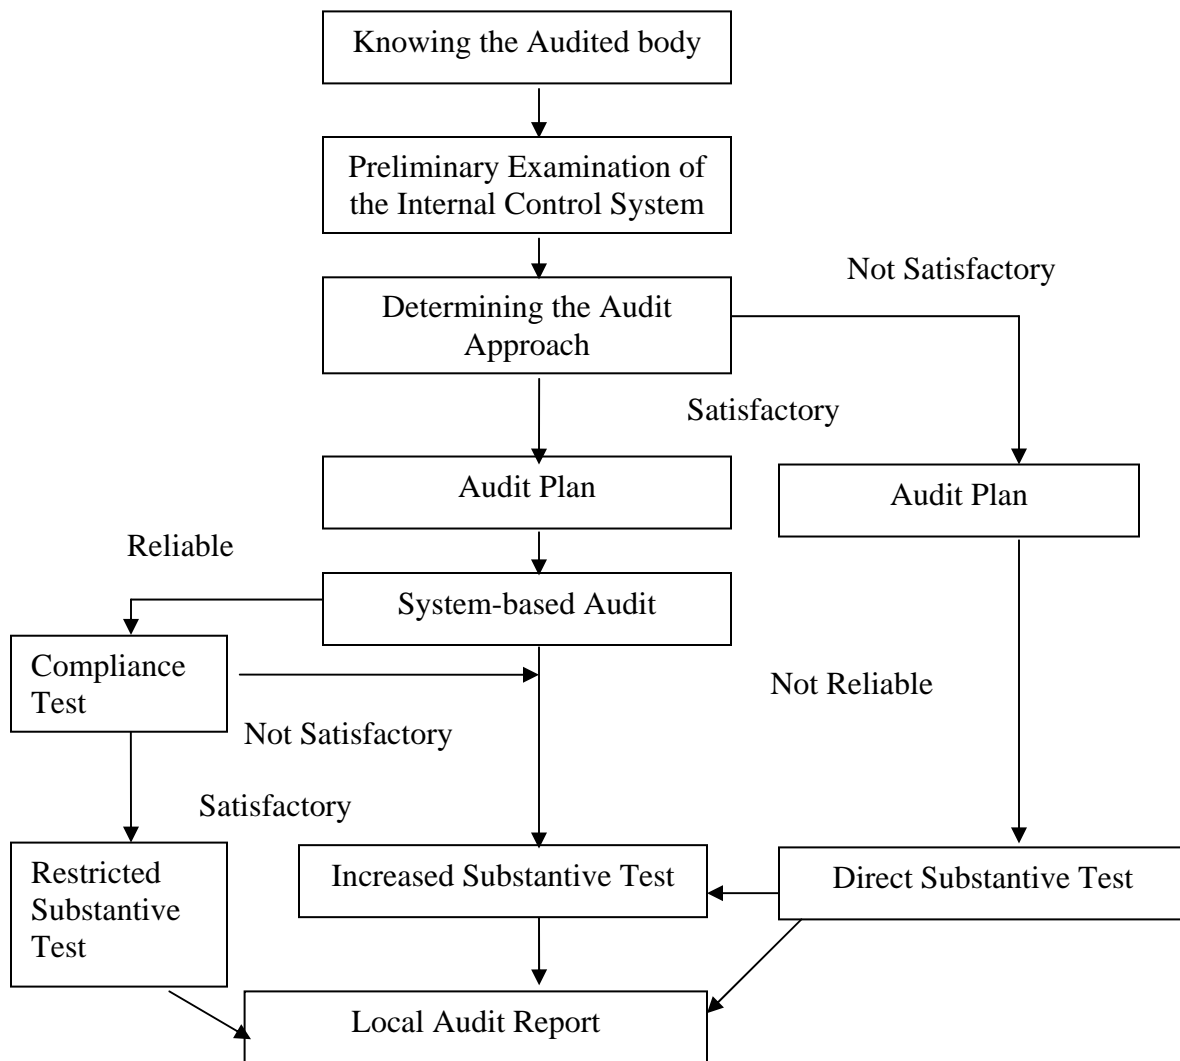 Knowing the Audited body
Preliminary Examination of
the Internal Control System
Not Satisfactory
Determining the Audit
Approach
Satisfactory
Audit Plan
Audit Plan
Reliable
System-based Audit
Compliance
Test
Not Reliable
Not Satisfactory
Satisfactory
Restricted
Substantive
Test
Increased Substantive Test
Direct Substantive Test
Local Audit Report